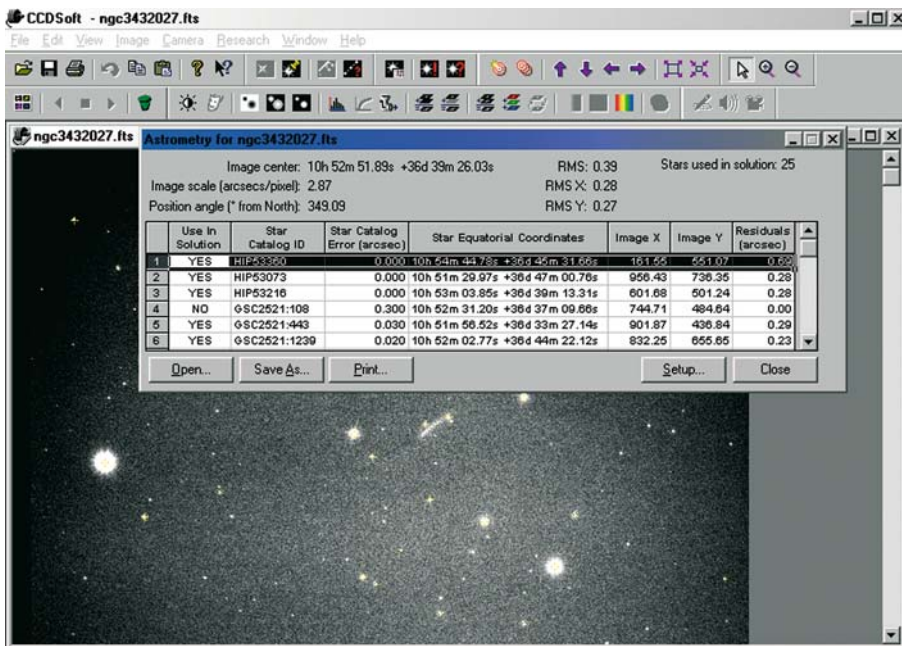 CCDSoft - ngc3432027.fts
File Edit View Image Camera Research Window Help
ngc3432027.fts
Astrometry for ngc3432027.fts
Image center: 10h 52m 51.89s +36d 39m 26.03s RMS: 0.39 Stars used in solution: 25
Image scale (arcsecs/pixel): 2.87 RMS X: 0.28
Position angle (° from North): 349.09 RMS Y: 0.27
Use In Solution Star Catalog ID Star Catalog Error (arcsec) Star Equatorial Coordinates Image X Image Y Residuals (arcsec)
1 YES HIP53360 0.000 10h 54m 44.78s +36d 45m 31.66s 161.55 551.07 0.69
2 YES HIP53073 0.000 10h 51m 29.97s +36d 47m 00.76s 956.43 736.35 0.28
3 YES HIP53216 0.000 10h 53m 03.85s +36d 39m 13.31s 601.68 501.24 0.28
4 NO GSC2521:108 0.300 10h 52m 31.20s +36d 37m 09.66s 744.71 484.64 0.00
5 YES GSC2521:443 0.030 10h 51m 56.52s +36d 33m 27.14s 901.87 436.84 0.29
6 YES GSC2521:1239 0.020 10h 52m 02.77s +36d 44m 22.12s 832.25 655.65 0.23
Open... Save As... Print... Setup... Close